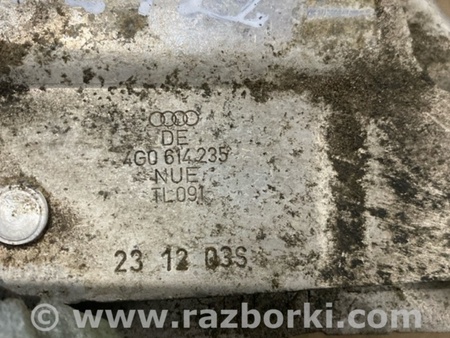 DE
4G0 614 235
NUE
TL091
23 12 03S
www.razborki.com